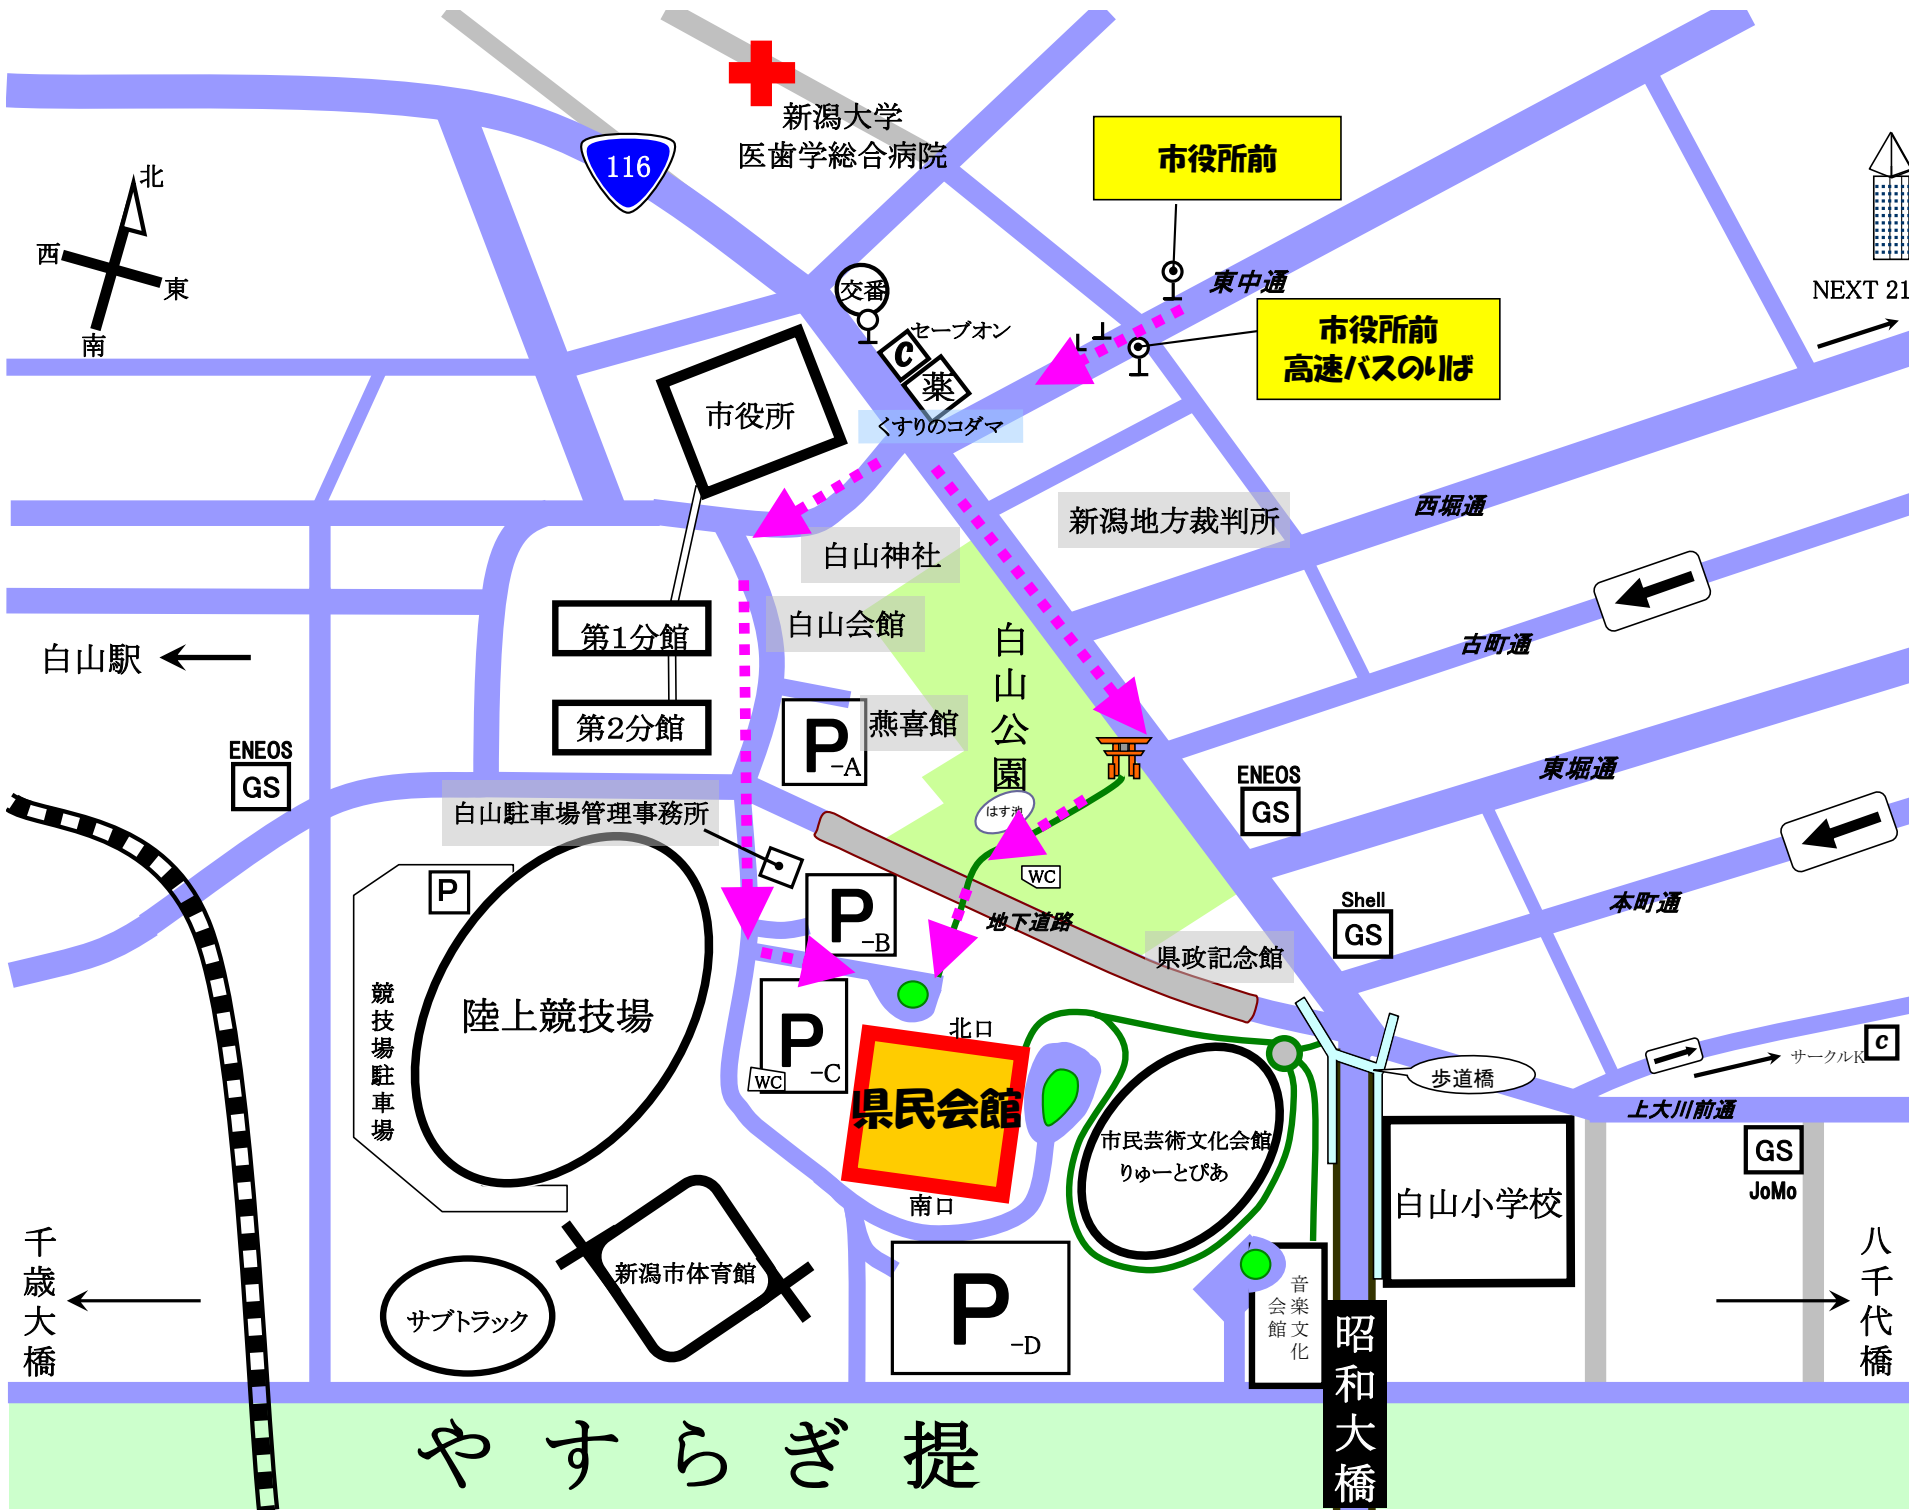 新潟大学
医歯学総合病院
116
市役所前
北
西
東
南
交番
東中通
NEXT 21
市役所前
高速バスのりば
セーブオン
C
薬
市役所
くすりのコダマ
西堀通
新潟地方裁判所
白山神社
白山会館
第1分館
白山公園
古町通
白山駅
第2分館
燕喜館
P-A
ENEOS
GS
東堀通
ENEOS
GS
白山駐車場管理事務所
はす池
P
WC
P-B
地下道路
Shell
GS
本町通
県政記念館
競技場駐車場
陸上競技場
P-C
WC
北口
県民会館
南口
歩道橋
サークルK
C
上大川前通
市民芸術文化会館
りゅーとぴあ
GS
JoMo
白山小学校
千歳大橋
新潟市体育館
サブトラック
P-D
音楽文化
会館
昭和大橋
八千代橋
やすらぎ提